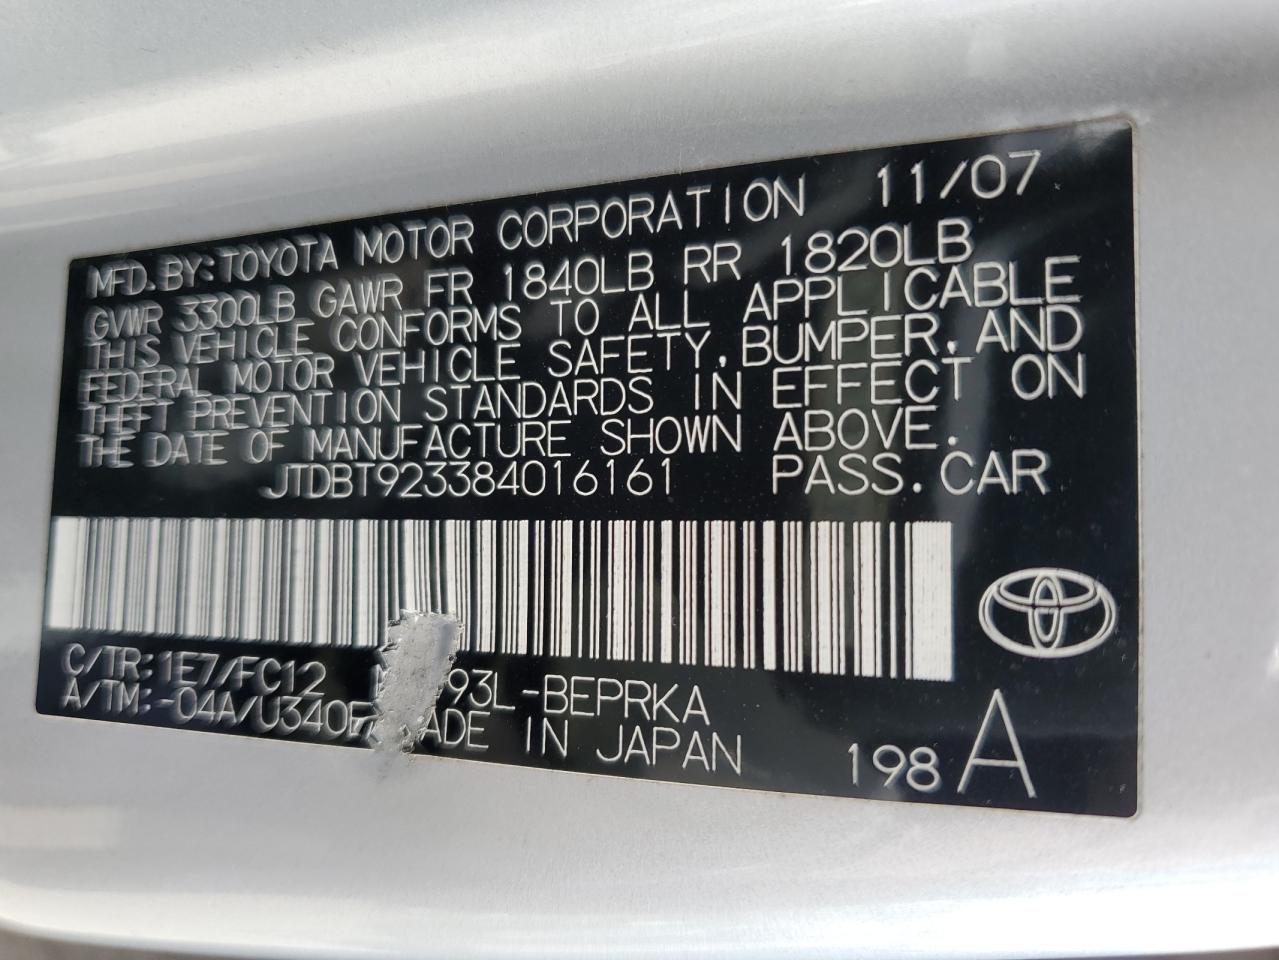 MFD. BY: TOYOTA MOTOR CORPORATION 11/07
GVWR 3300LB GAWR FR 1840LB RR 1820LB
THIS VEHICLE CONFORMS TO ALL APPLICABLE
FEDERAL MOTOR VEHICLE SAFETY, BUMPER, AND
THEFT PREVENTION STANDARDS IN EFFECT ON
THE DATE OF MANUFACTURE SHOWN ABOVE.
JTDBT923384016161 PASS. CAR
C/TR: 1E7/FC12 93L-BEPRKA
A/TM: -04A/U340E MADE IN JAPAN
198 A